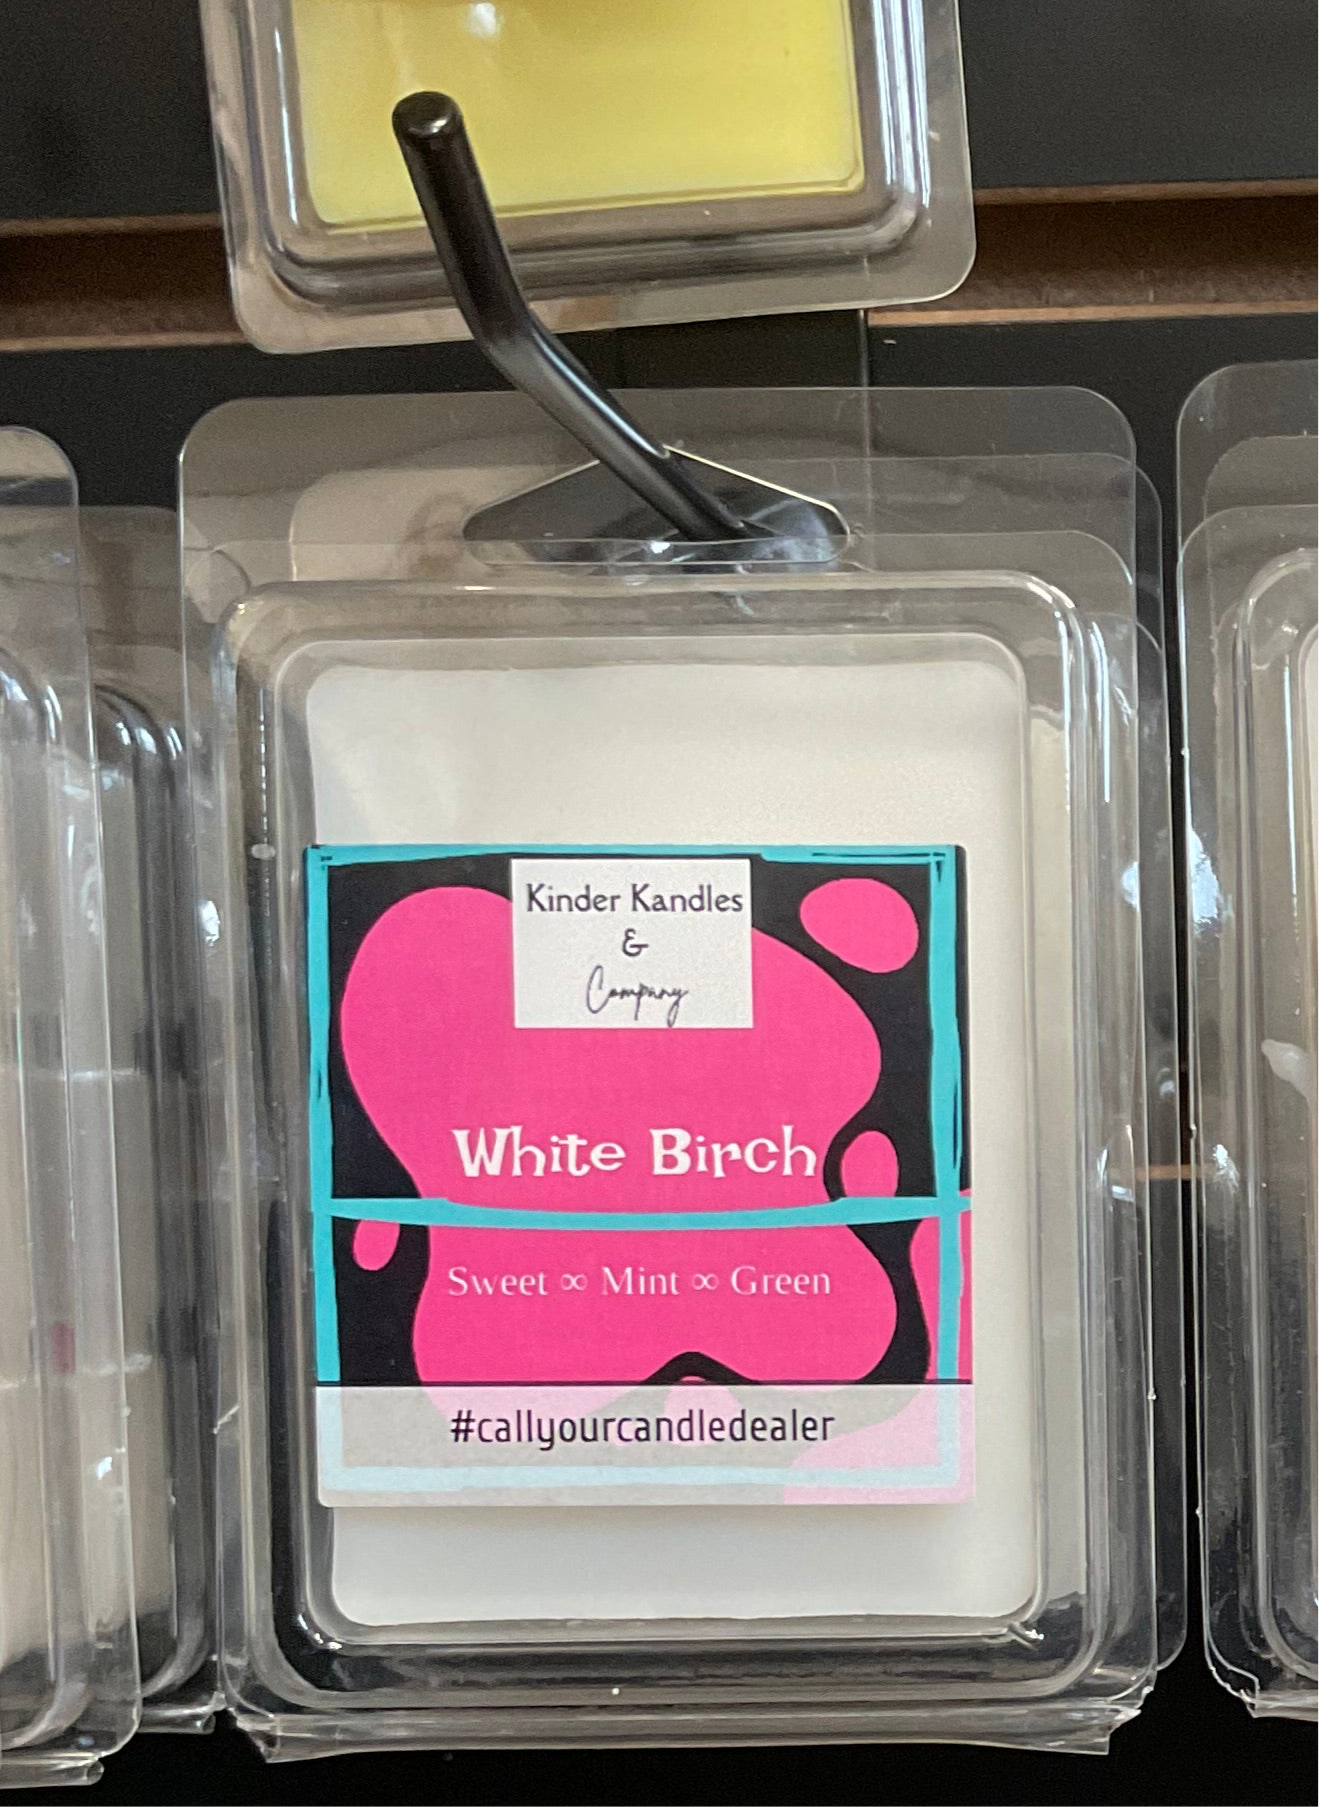 Kinder Kandles
&
Company
White Birch
Sweet ∞ Mint ∞ Green
#callyourcandledealer